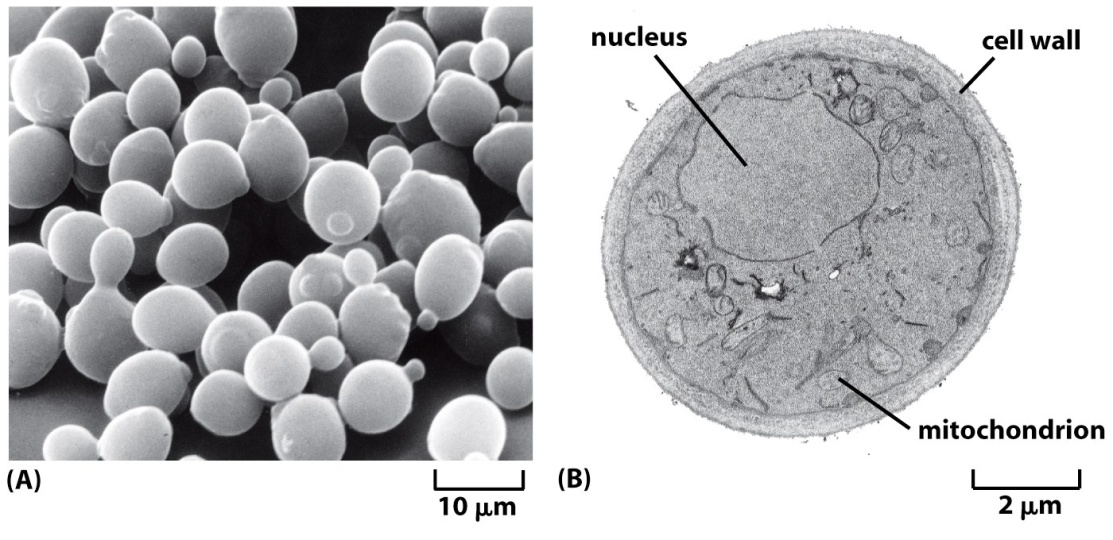 nucleus
cell wall
mitochondrion
(A)
10 μm
(B)
2 μm